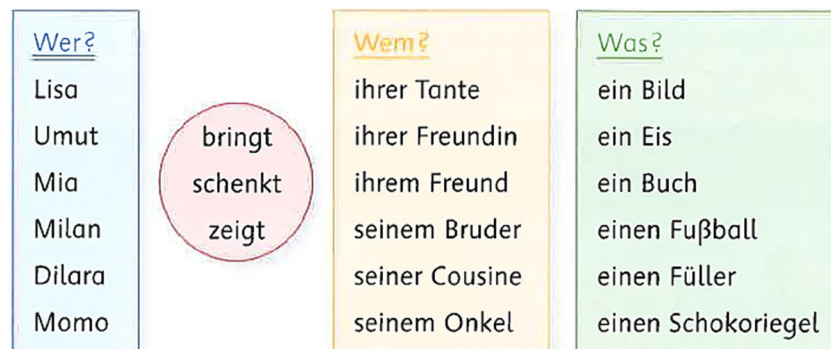 Wer?
Lisa
Umut
Mia
Milan
Dilara
Momo
bringt
schenkt
zeigt
Wem?
ihrer Tante
ihrer Freundin
ihrem Freund
seinem Bruder
seiner Cousine
seinem Onkel
Was?
ein Bild
ein Eis
ein Buch
einen Fußball
einen Füller
einen Schokoriegel